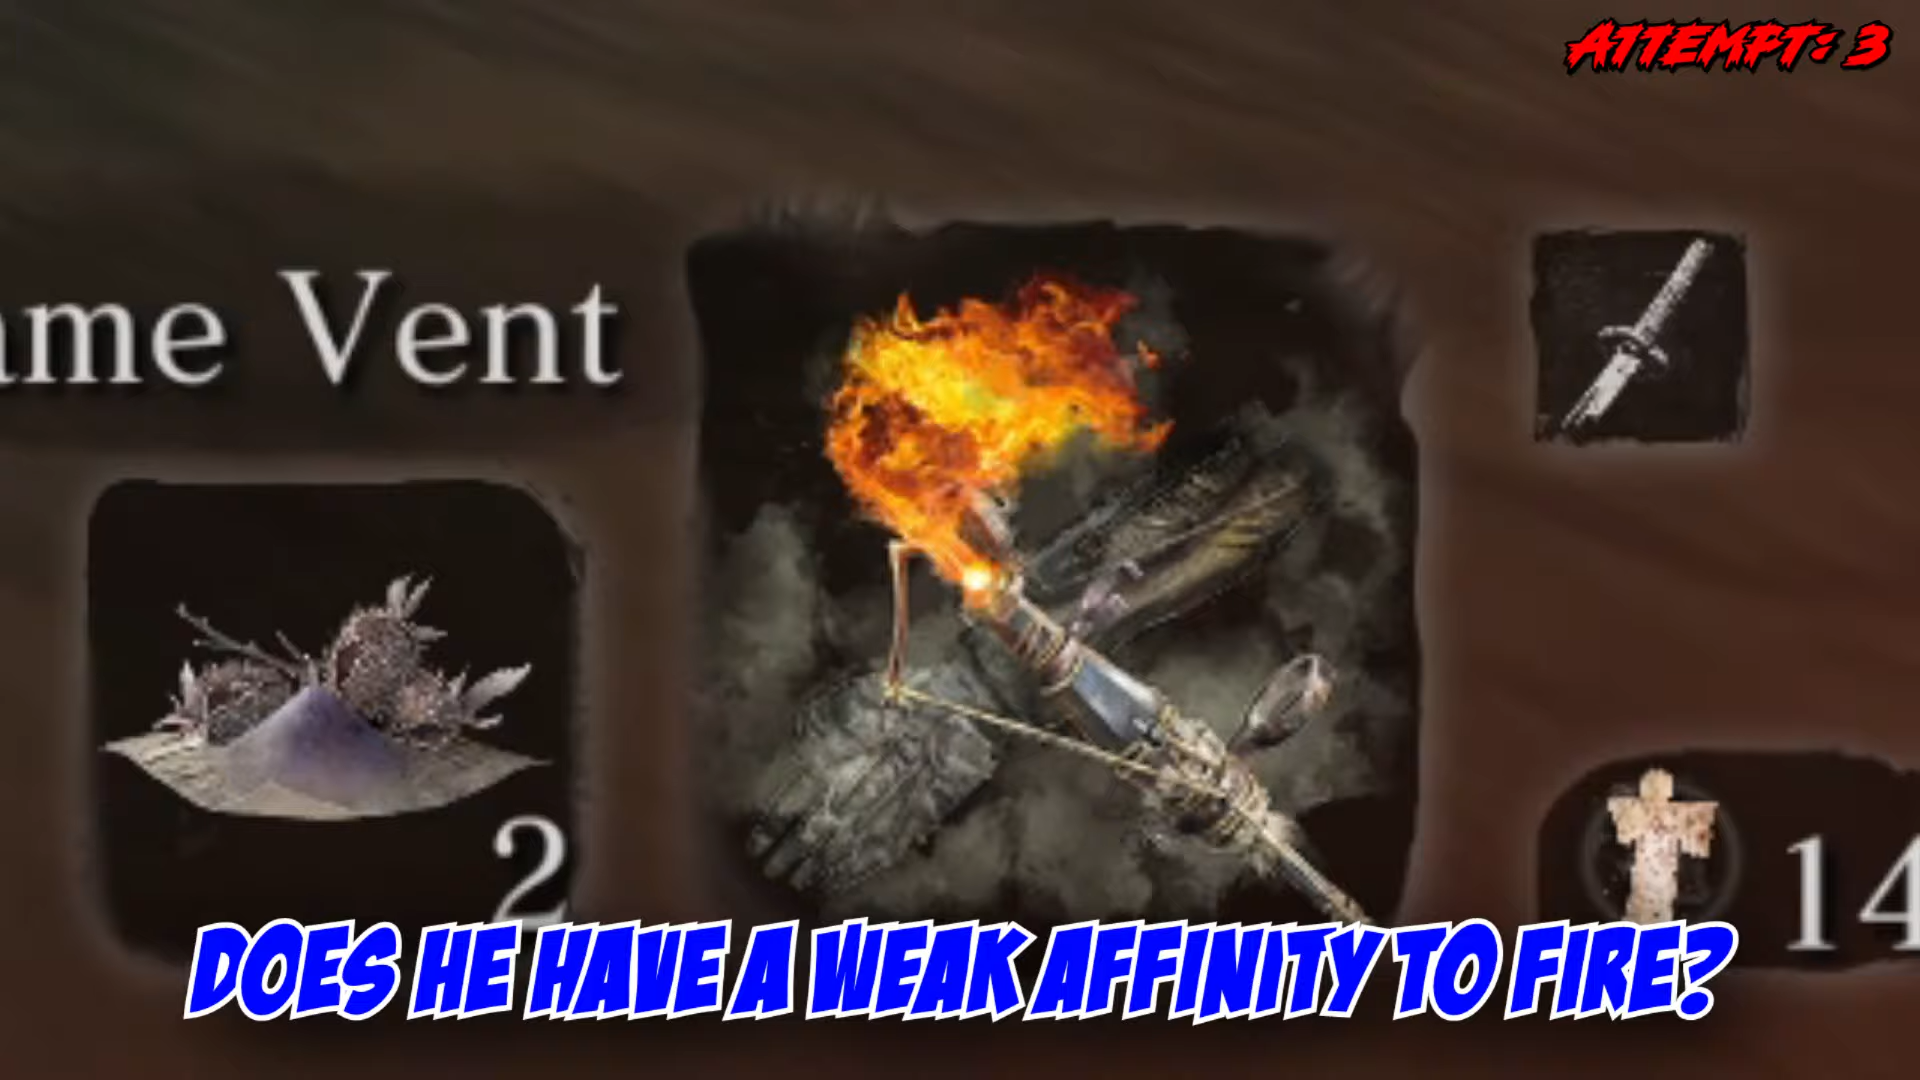 ATTEMPT: 3
ame Vent
2
14
DOES HE HAVE A WEAK AFFINITY TO FIRE?